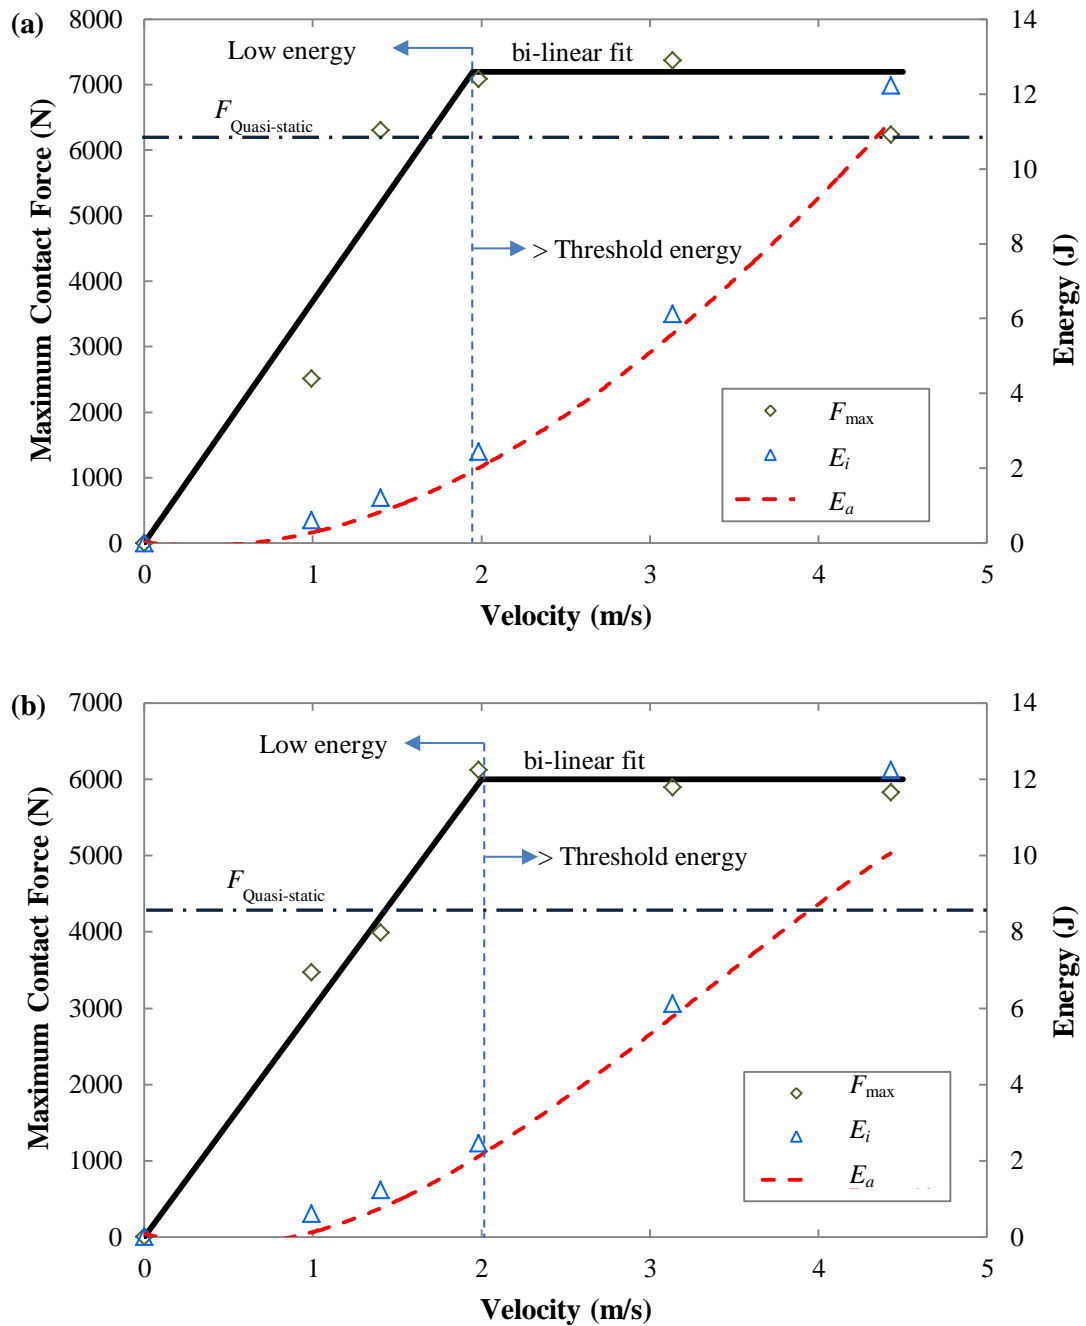 (a)
8000
7000
6000
5000
4000
3000
2000
1000
0
Maximum Contact Force (N)
14
12
10
8
6
4
2
0
Energy (J)
Low energy
bi-linear fit
F Quasi-static
> Threshold energy
F max
E i
E a
0 1 2 3 4 5
Velocity (m/s)
(b)
7000
6000
5000
4000
3000
2000
1000
0
Maximum Contact Force (N)
14
12
10
8
6
4
2
0
Energy (J)
Low energy
bi-linear fit
> Threshold energy
F Quasi-static
F max
E i
E a
0 1 2 3 4 5
Velocity (m/s)